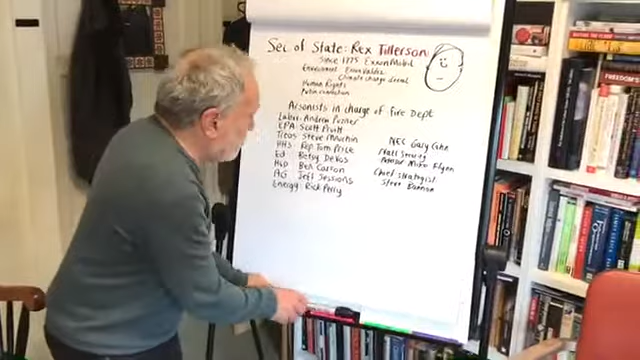 Sec. of State: Rex Tillerson
Since 1975 ExxonMobil
Environment Exxon Valdez
Climate change denial
Human Rights
Putin connection
Arsonists in charge of Fire Dept
Labor: Andrew Puzner
EPA: Scott Pruitt
Treas Steve Mnuchin
HHS Rep Tom Price
Ed Betsy DeVos
HUD Ben Carson
AG Jeff Sessions
Energy: Rick Perry
NEC Gary Cohn
Natl Security
Advisor Mike Flynn
Chief Strategist
Steve Bannon